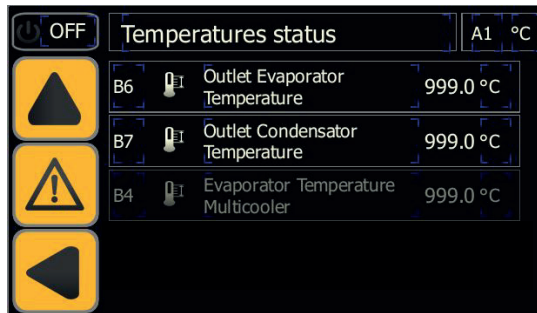 OFF Temperatures status A1 °C
B6 Outlet Evaporator Temperature 999.0 °C
B7 Outlet Condensator Temperature 999.0 °C
B4 Evaporator Temperature Multicooler 999.0 °C